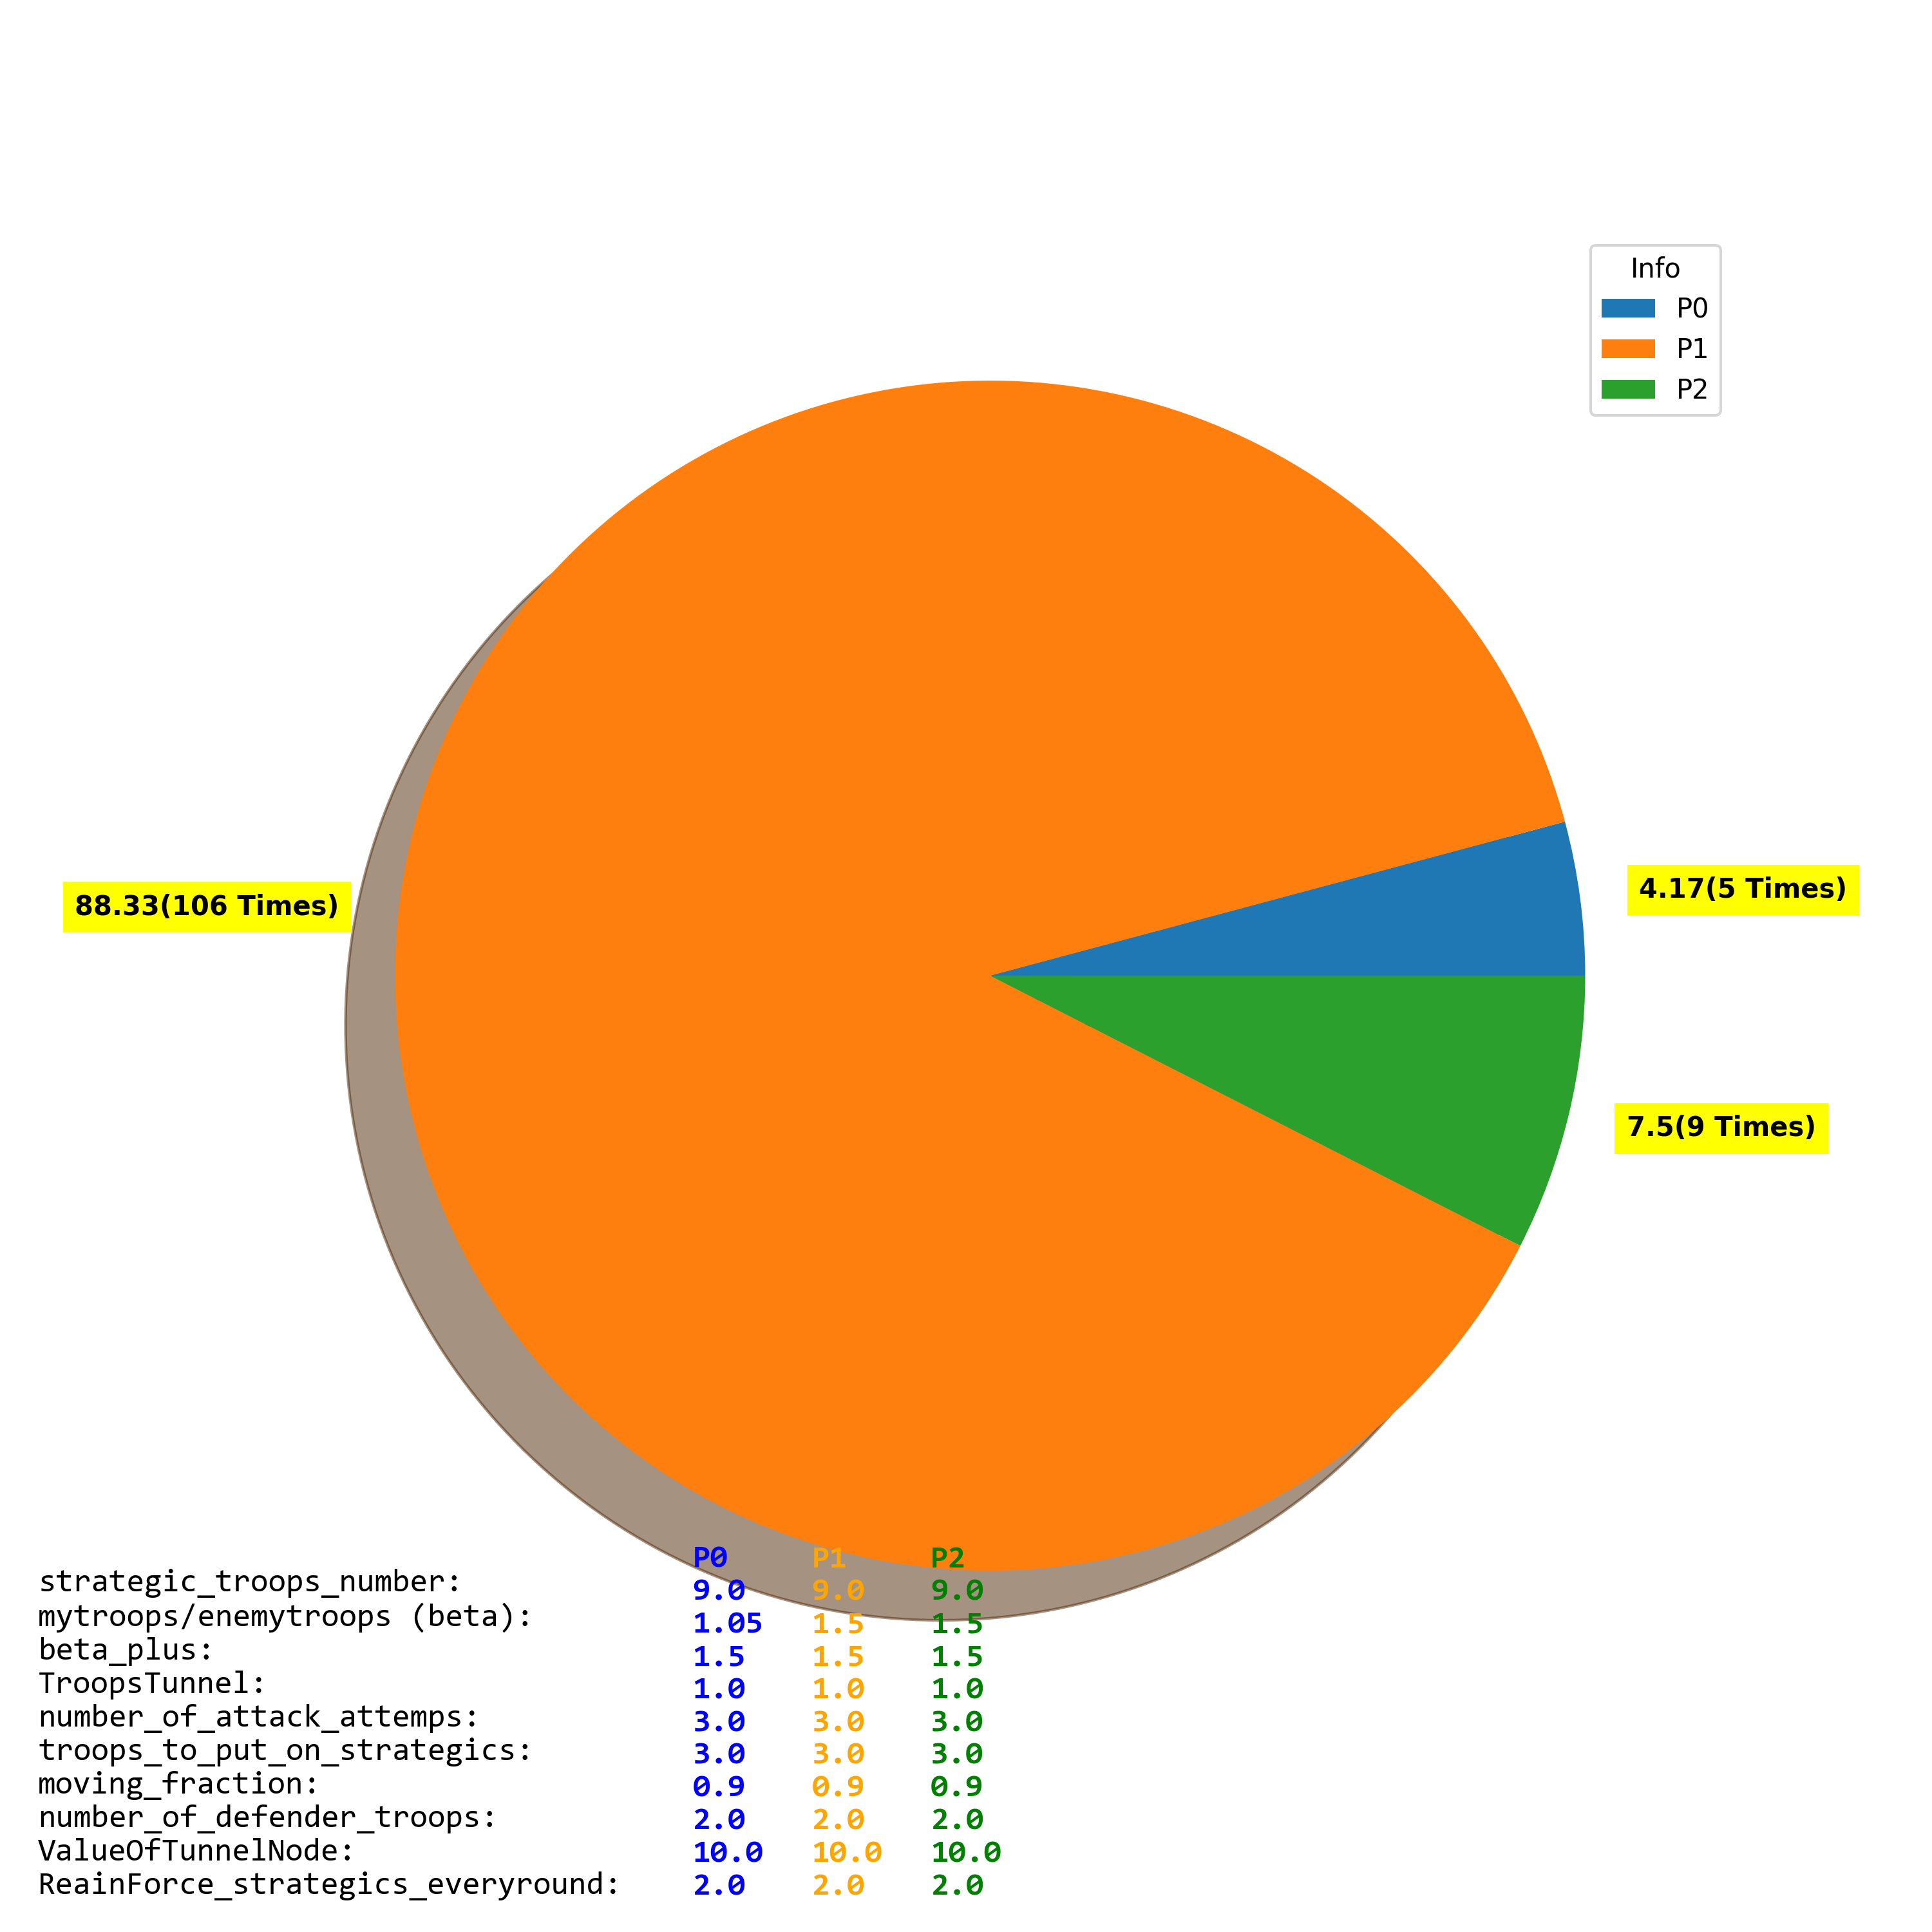 Info
P0
P1
P2
4.17(5 Times)
88.33(106 Times)
7.5(9 Times)
P0 P1 P2
strategic_troops_number: 9.0 9.0 9.0
mytroops/enemytroops (beta): 1.05 1.5 1.5
beta_plus: 1.5 1.5 1.5
TroopsTunnel: 1.0 1.0 1.0
number_of_attack_attemps: 3.0 3.0 3.0
troops_to_put_on_strategics: 3.0 3.0 3.0
moving_fraction: 0.9 0.9 0.9
number_of_defender_troops: 2.0 2.0 2.0
ValueOfTunnelNode: 10.0 10.0 10.0
ReainForce_strategics_everyround: 2.0 2.0 2.0